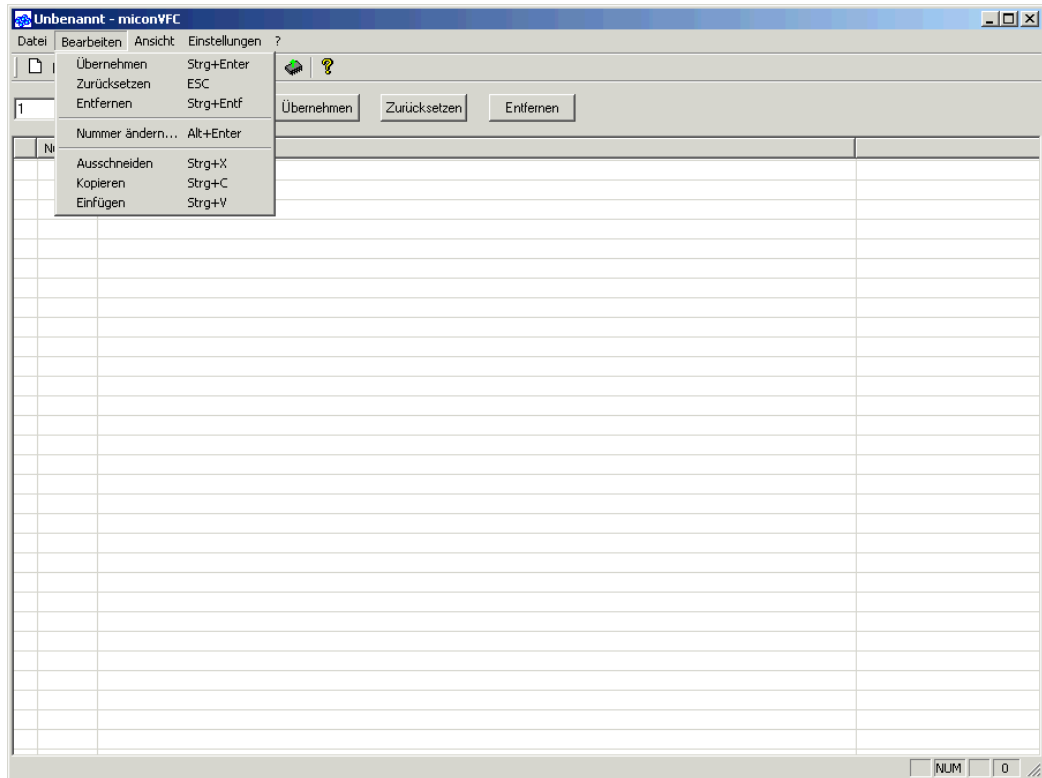 Unbenannt - miconVFC
Datei Bearbeiten Ansicht Einstellungen ?
Übernehmen Strg+Enter
Zurücksetzen ESC
Entfernen Strg+Entf
1 Übernehmen Zurücksetzen Entfernen
Nummer ändern... Alt+Enter
Ausschneiden Strg+X
Kopieren Strg+C
Einfügen Strg+V
NUM 0